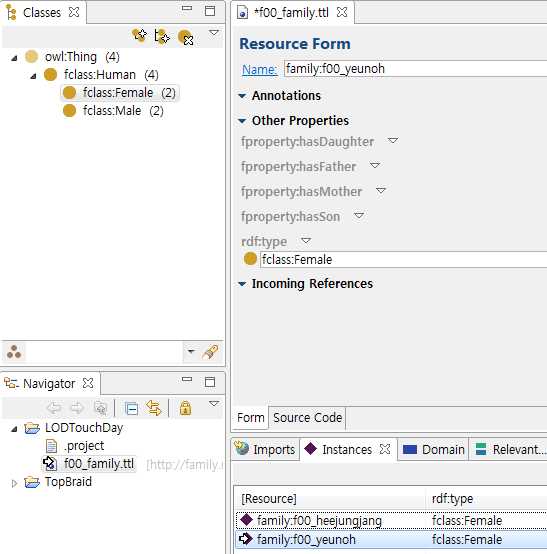 Classes
owl:Thing (4)
fclass:Human (4)
fclass:Female (2)
fclass:Male (2)
Navigator
LODTouchDay
.project
f00_family.ttl [http://family.
TopBraid
*f00_family.ttl
Resource Form
Name: family:f00_yeunoh
Annotations
Other Properties
fproperty:hasDaughter
fproperty:hasFather
fproperty:hasMother
fproperty:hasSon
rdf:type
fclass:Female
Incoming References
Form Source Code
Imports Instances Domain Relevant...
[Resource] rdf:type
family:f00_heejungjang fclass:Female
family:f00_yeunoh fclass:Female